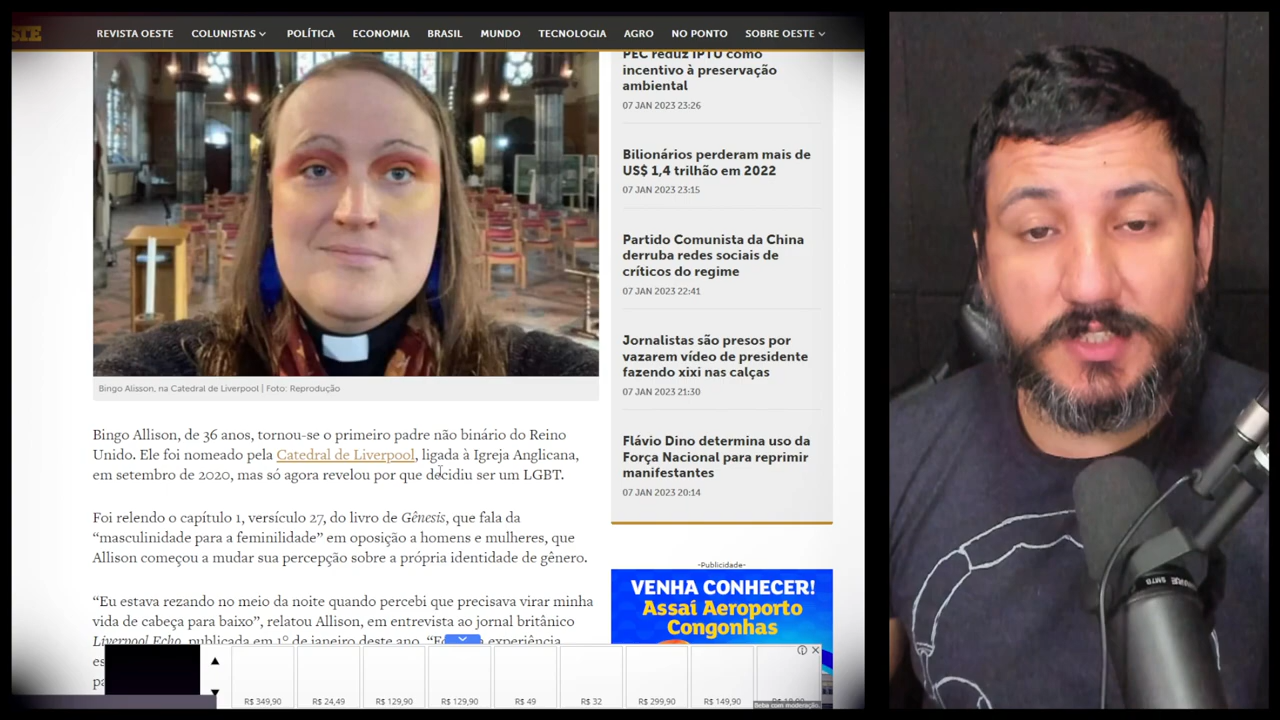 STE
REVISTA OESTE COLUNISTAS POLÍTICA ECONOMIA BRASIL MUNDO TECNOLOGIA AGRO NO PONTO SOBRE OESTE
Bingo Alisson, na Catedral de Liverpool | Foto: Reprodução
Bingo Allison, de 36 anos, tornou-se o primeiro padre não binário do Reino
Unido. Ele foi nomeado pela Catedral de Liverpool, ligada à Igreja Anglicana,
em setembro de 2020, mas só agora revelou por que decidiu ser um LGBT.
Foi relendo o capítulo 1, versículo 27, do livro de Gênesis, que fala da
“masculinidade para a feminilidade” em oposição a homens e mulheres, que
Allison começou a mudar sua percepção sobre a própria identidade de gênero.
“Eu estava rezando no meio da noite quando percebi que precisava virar minha
vida de cabeça para baixo”, relatou Allison, em entrevista ao jornal britânico
Liverpool Echo, publicada em 1° de janeiro deste ano.
experiência
PEC reduz IPTU como
incentivo à preservação
ambiental
07 JAN 2023 23:26
Bilionários perderam mais de
US$ 1,4 trilhão em 2022
07 JAN 2023 23:15
Partido Comunista da China
derruba redes sociais de
críticos do regime
07 JAN 2023 22:41
Jornalistas são presos por
vazarem vídeo de presidente
fazendo xixi nas calças
07 JAN 2023 21:30
Flávio Dino determina uso da
Força Nacional para reprimir
manifestantes
07 JAN 2023 20:14
-Publicidade-
VENHA CONHECER!
Assaí Aeroporto
Congonhas
R$ 349,90 R$ 24,49 R$ 129,90 R$ 129,90 R$ 49 R$ 32 R$ 299,90 R$ 149,90
Beba com moderação.